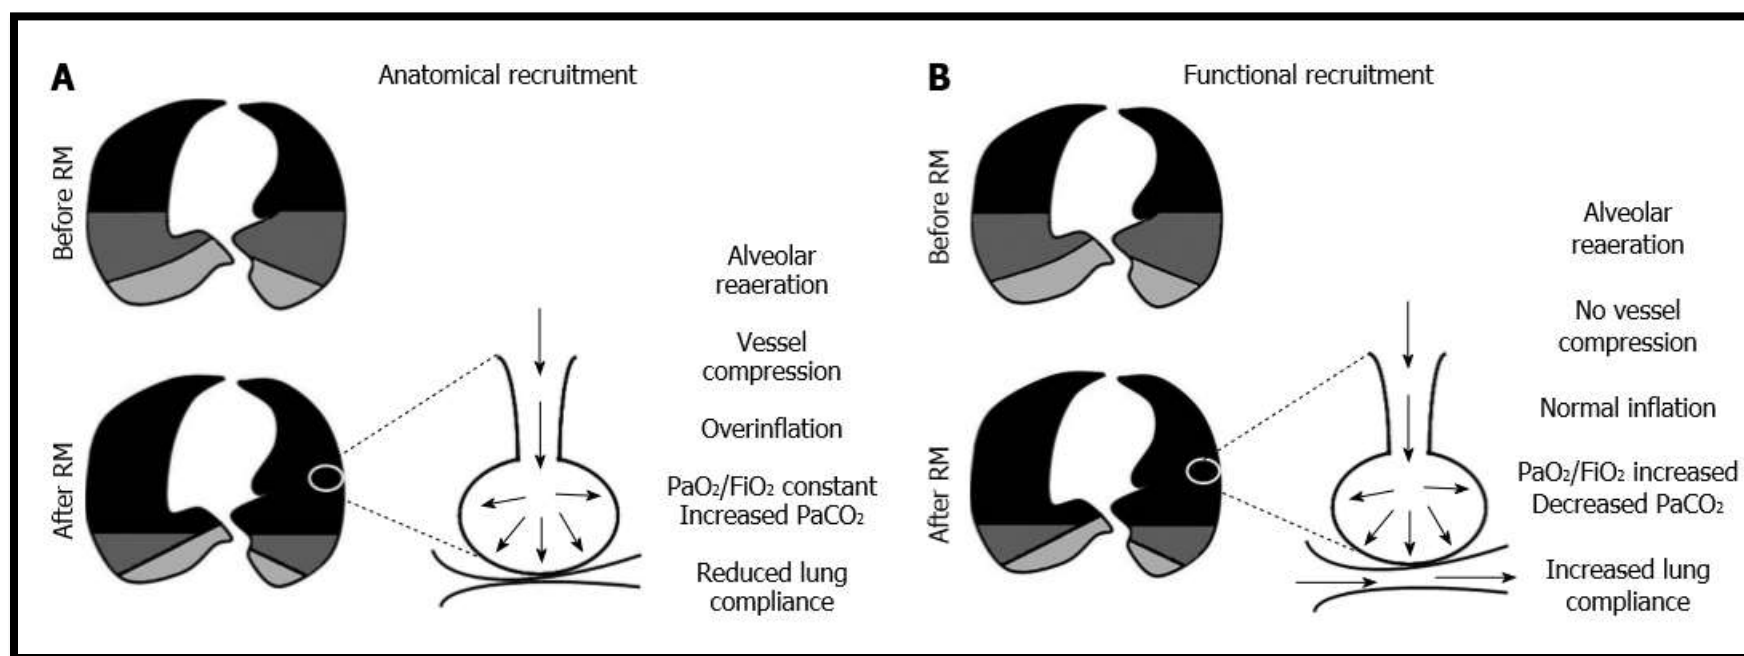 A
Anatomical recruitment
Before RM
After RM
Alveolar
reaeration
Vessel
compression
Overinflation
PaO₂/FiO₂ constant
Increased PaCO₂
Reduced lung
compliance
B
Functional recruitment
Before RM
After RM
Alveolar
reaeration
No vessel
compression
Normal inflation
PaO₂/FiO₂ increased
Decreased PaCO₂
Increased lung
compliance